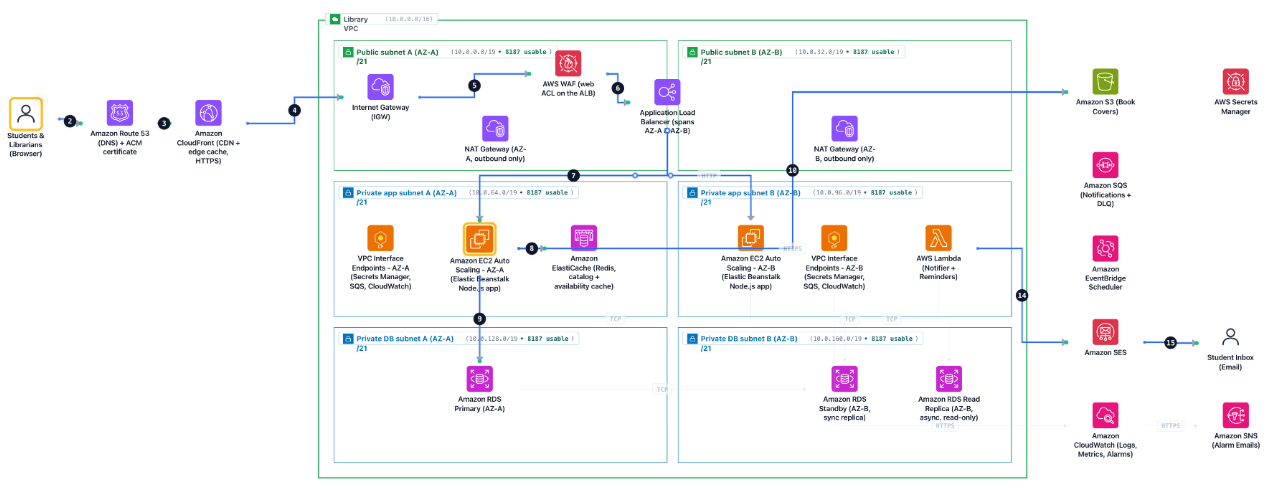 Library (10.0.0.0/16)
VPC
Public subnet A (AZ-A) (10.0.0.0/19 • 8187 usable )
/21
Public subnet B (AZ-B) (10.0.32.0/19 • 8187 usable )
/21
Students &
Librarians
(Browser)
2
Amazon Route 53
(DNS) + ACM
certificate
3
Amazon
CloudFront (CDN +
edge cache,
HTTPS)
4
Internet Gateway
(IGW)
5
AWS WAF (web
ACL on the ALB)
6
Application Load
Balancer (spans
AZ-A AZ-B)
NAT Gateway (AZ-
A, outbound only)
NAT Gateway (AZ-
B, outbound only)
Amazon S3 (Book
Covers)
AWS Secrets
Manager
7
HTTP
10
Private app subnet A (AZ-A) (10.0.64.0/19 • 8187 usable )
/21
Private app subnet B (AZ-B) (10.0.96.0/19 • 8187 usable )
/21
Amazon SQS
(Notifications +
DLQ)
VPC Interface
Endpoints - AZ-A
(Secrets Manager,
SQS, CloudWatch)
Amazon EC2 Auto
Scaling - AZ-A
(Elastic Beanstalk
Node.js app)
8
Amazon
ElastiCache (Redis,
catalog +
availability cache)
Amazon EC2 Auto
Scaling - AZ-B
(Elastic Beanstalk
Node.js app)
HTTPS
VPC Interface
Endpoints - AZ-B
(Secrets Manager,
SQS, CloudWatch)
AWS Lambda
(Notifier +
Reminders)
Amazon
EventBridge
Scheduler
14
9
TCP
TCP
TCP
Private DB subnet A (AZ-A) (10.0.128.0/19 • 8187 usable )
/21
Private DB subnet B (AZ-B) (10.0.160.0/19 • 8187 usable )
/21
Amazon SES
15
Student Inbox
(Email)
Amazon RDS
Primary (AZ-A)
TCP
Amazon RDS
Standby (AZ-B,
sync replica)
Amazon RDS Read
Replica (AZ-B,
async, read-only)
HTTPS
Amazon
CloudWatch (Logs,
Metrics, Alarms)
HTTPS
Amazon SNS
(Alarm Emails)